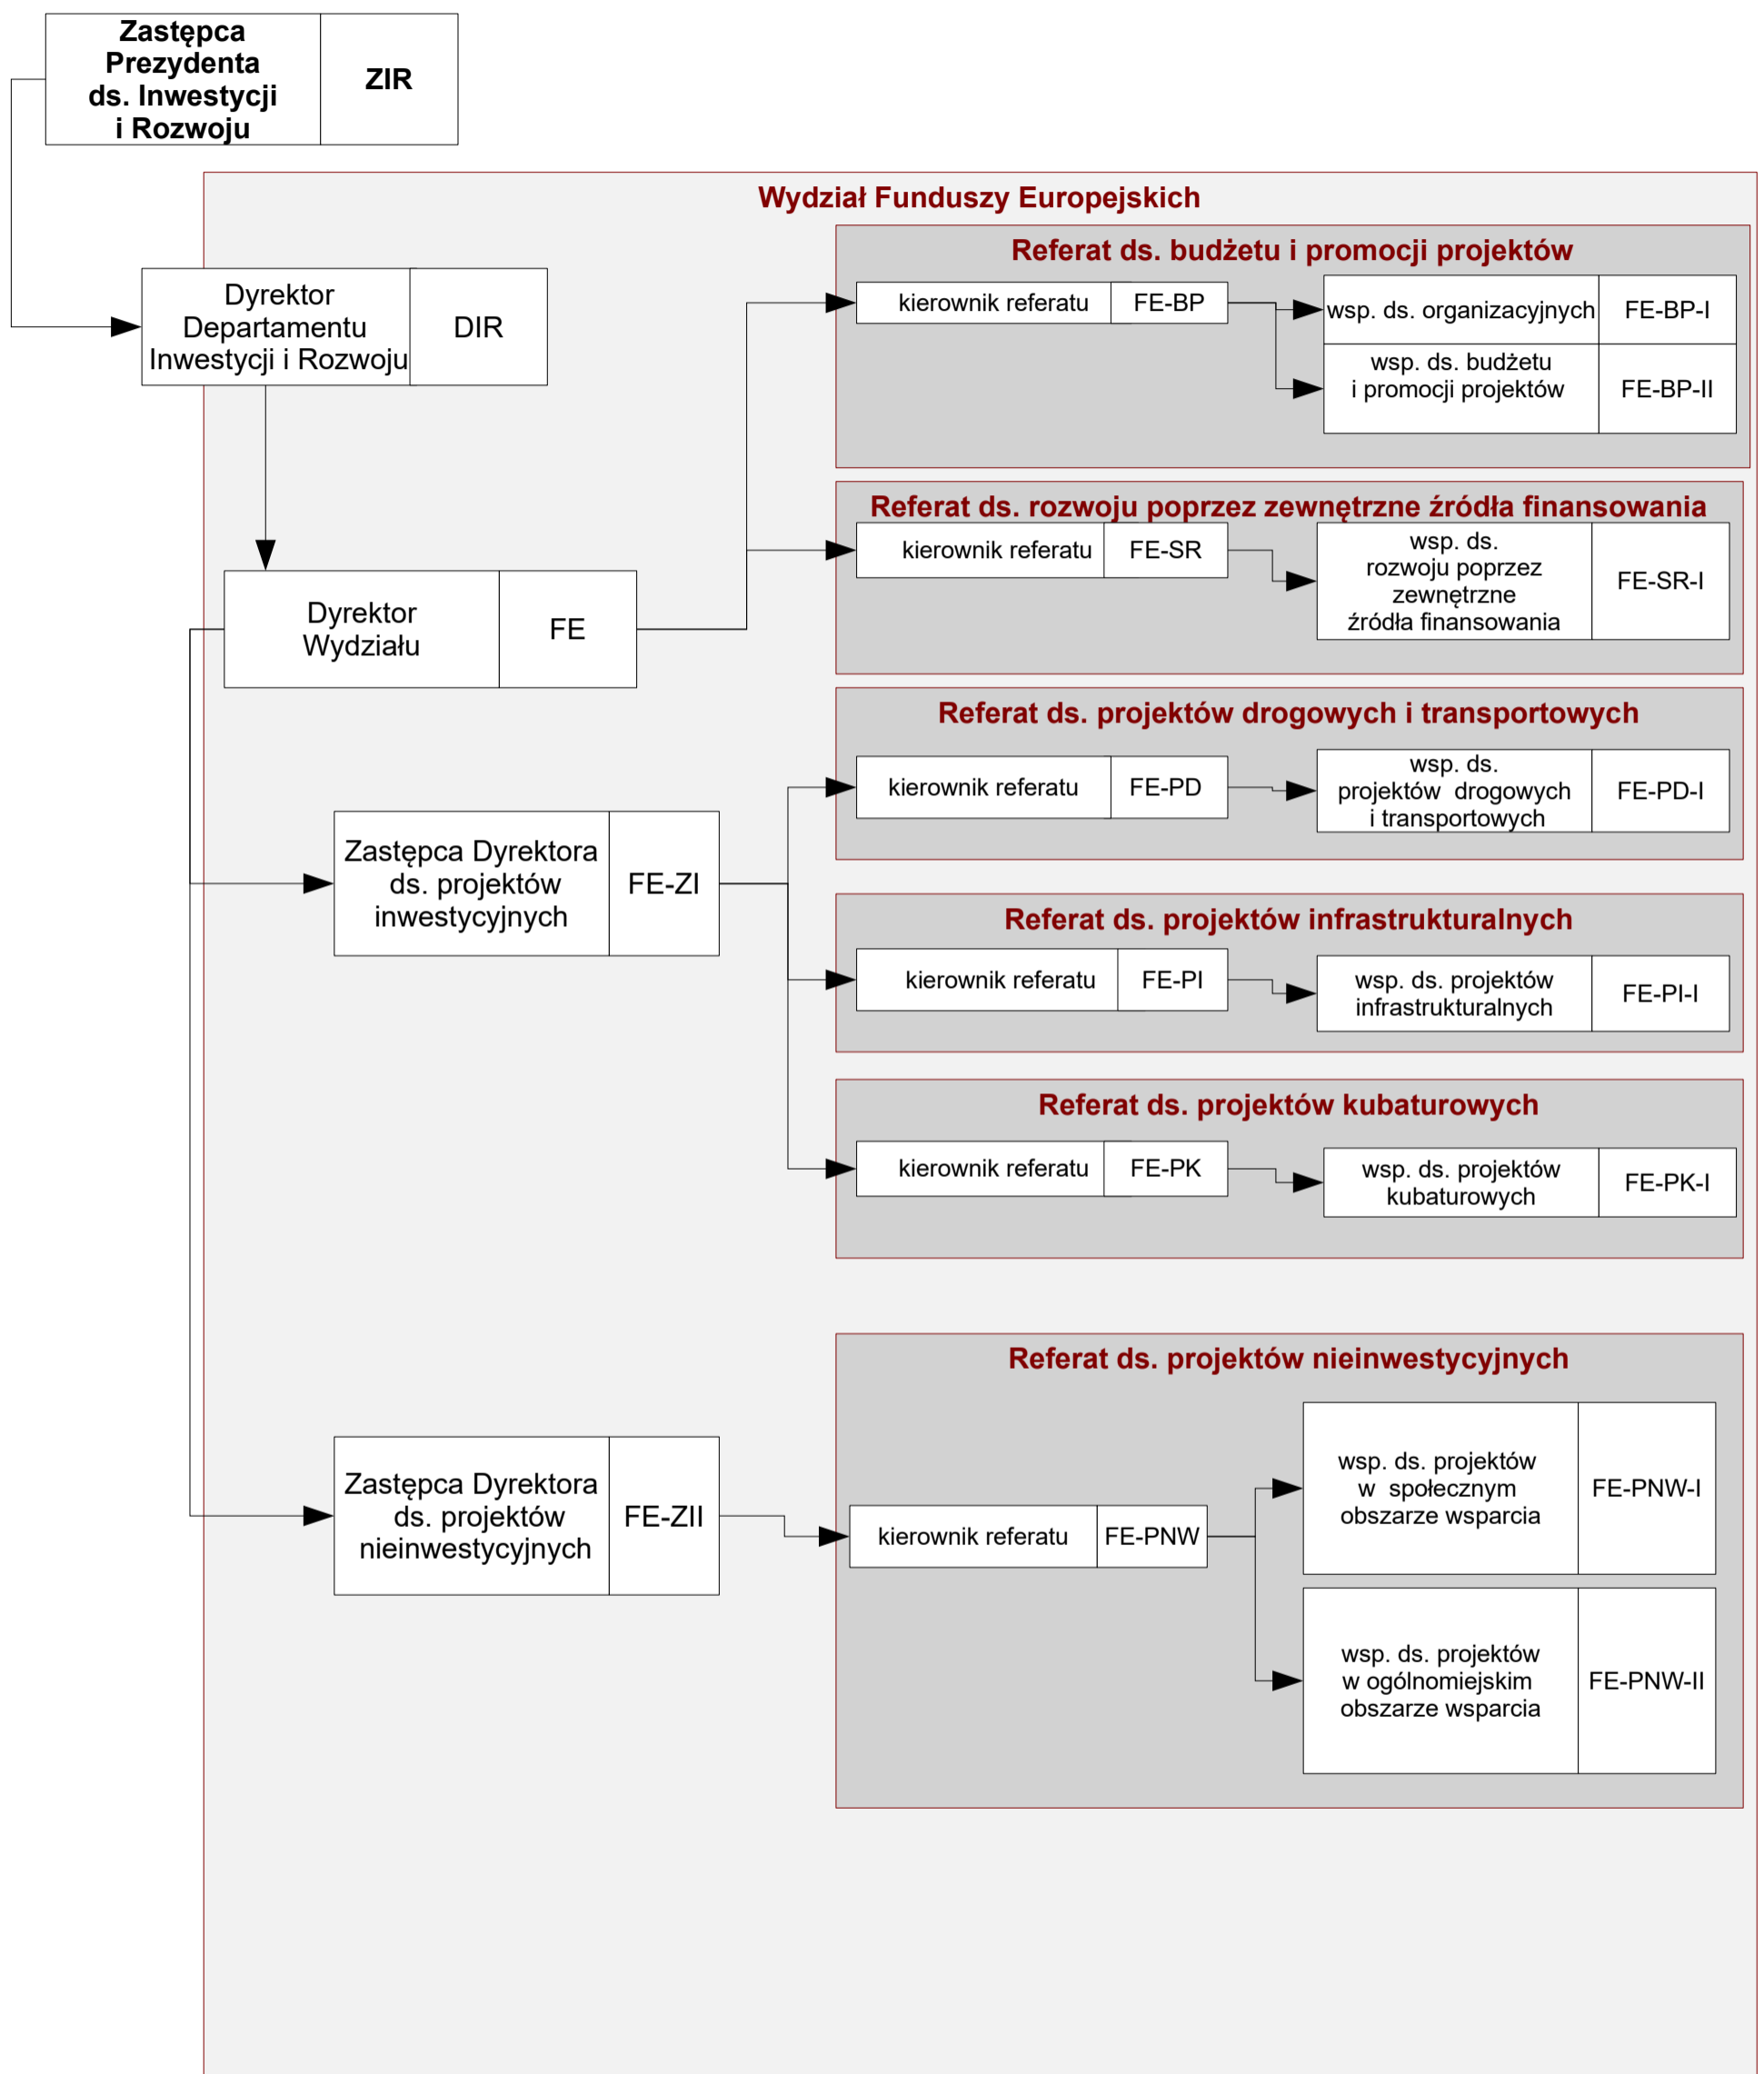 Zastępca
Prezydenta
ds. Inwestycji
i Rozwoju
ZIR
Wydział Funduszy Europejskich
Dyrektor
Departamentu
Inwestycji i Rozwoju
DIR
Referat ds. budżetu i promocji projektów
kierownik referatu
FE-BP
wsp. ds. organizacyjnych
FE-BP-I
wsp. ds. budżetu
i promocji projektów
FE-BP-II
Dyrektor
Wydziału
FE
Referat ds. rozwoju poprzez zewnętrzne źródła finansowania
kierownik referatu
FE-SR
wsp. ds.
rozwoju poprzez
zewnętrzne
źródła finansowania
FE-SR-I
Referat ds. projektów drogowych i transportowych
kierownik referatu
FE-PD
wsp. ds.
projektów  drogowych
i transportowych
FE-PD-I
Zastępca Dyrektora
ds. projektów
inwestycyjnych
FE-ZI
Referat ds. projektów infrastrukturalnych
kierownik referatu
FE-PI
wsp. ds. projektów
infrastrukturalnych
FE-PI-I
Referat ds. projektów kubaturowych
kierownik referatu
FE-PK
wsp. ds. projektów
kubaturowych
FE-PK-I
Zastępca Dyrektora
ds. projektów
nieinwestycyjnych
FE-ZII
Referat ds. projektów nieinwestycyjnych
kierownik referatu
FE-PNW
wsp. ds. projektów
w  społecznym
obszarze wsparcia
FE-PNW-I
wsp. ds. projektów
w ogólnomiejskim
obszarze wsparcia
FE-PNW-II